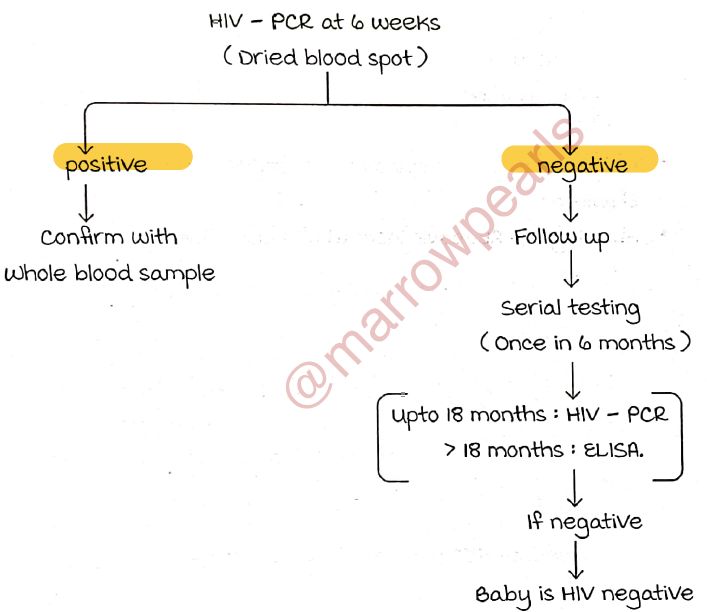 HIV - PCR at 6 weeks
(Dried blood spot)
positive
Confirm with
whole blood sample
negative
Follow up
Serial testing
(Once in 6 months)
upto 18 months : HIV - PCR
> 18 months : ELISA.
If negative
Baby is HIV negative
@marrowpearls